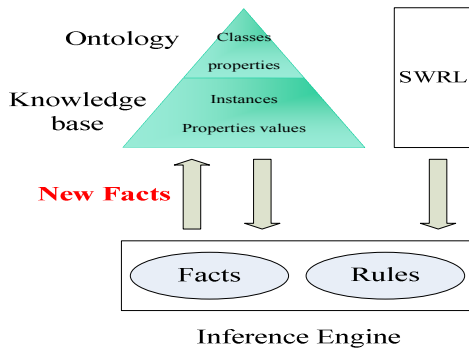 Ontology
Classes
properties
SWRL
Knowledge
base
Instances
Properties values
New Facts
Facts
Rules
Inference Engine